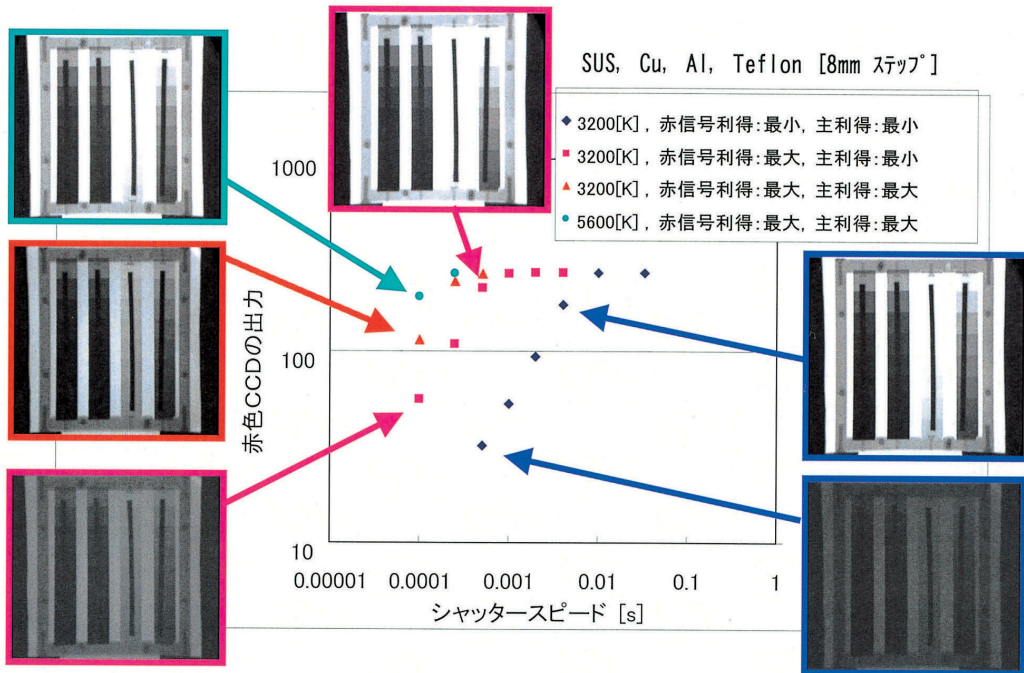 SUS, Cu, Al, Teflon [8mm ステップ]
3200[K], 赤信号利得:最小, 主利得:最小
3200[K], 赤信号利得:最大, 主利得:最小
3200[K], 赤信号利得:最大, 主利得:最大
5600[K], 赤信号利得:最大, 主利得:最大
赤色CCDの出力
1000
100
10
0.00001 0.0001 0.001 0.01 0.1 1
シャッタースピード [s]